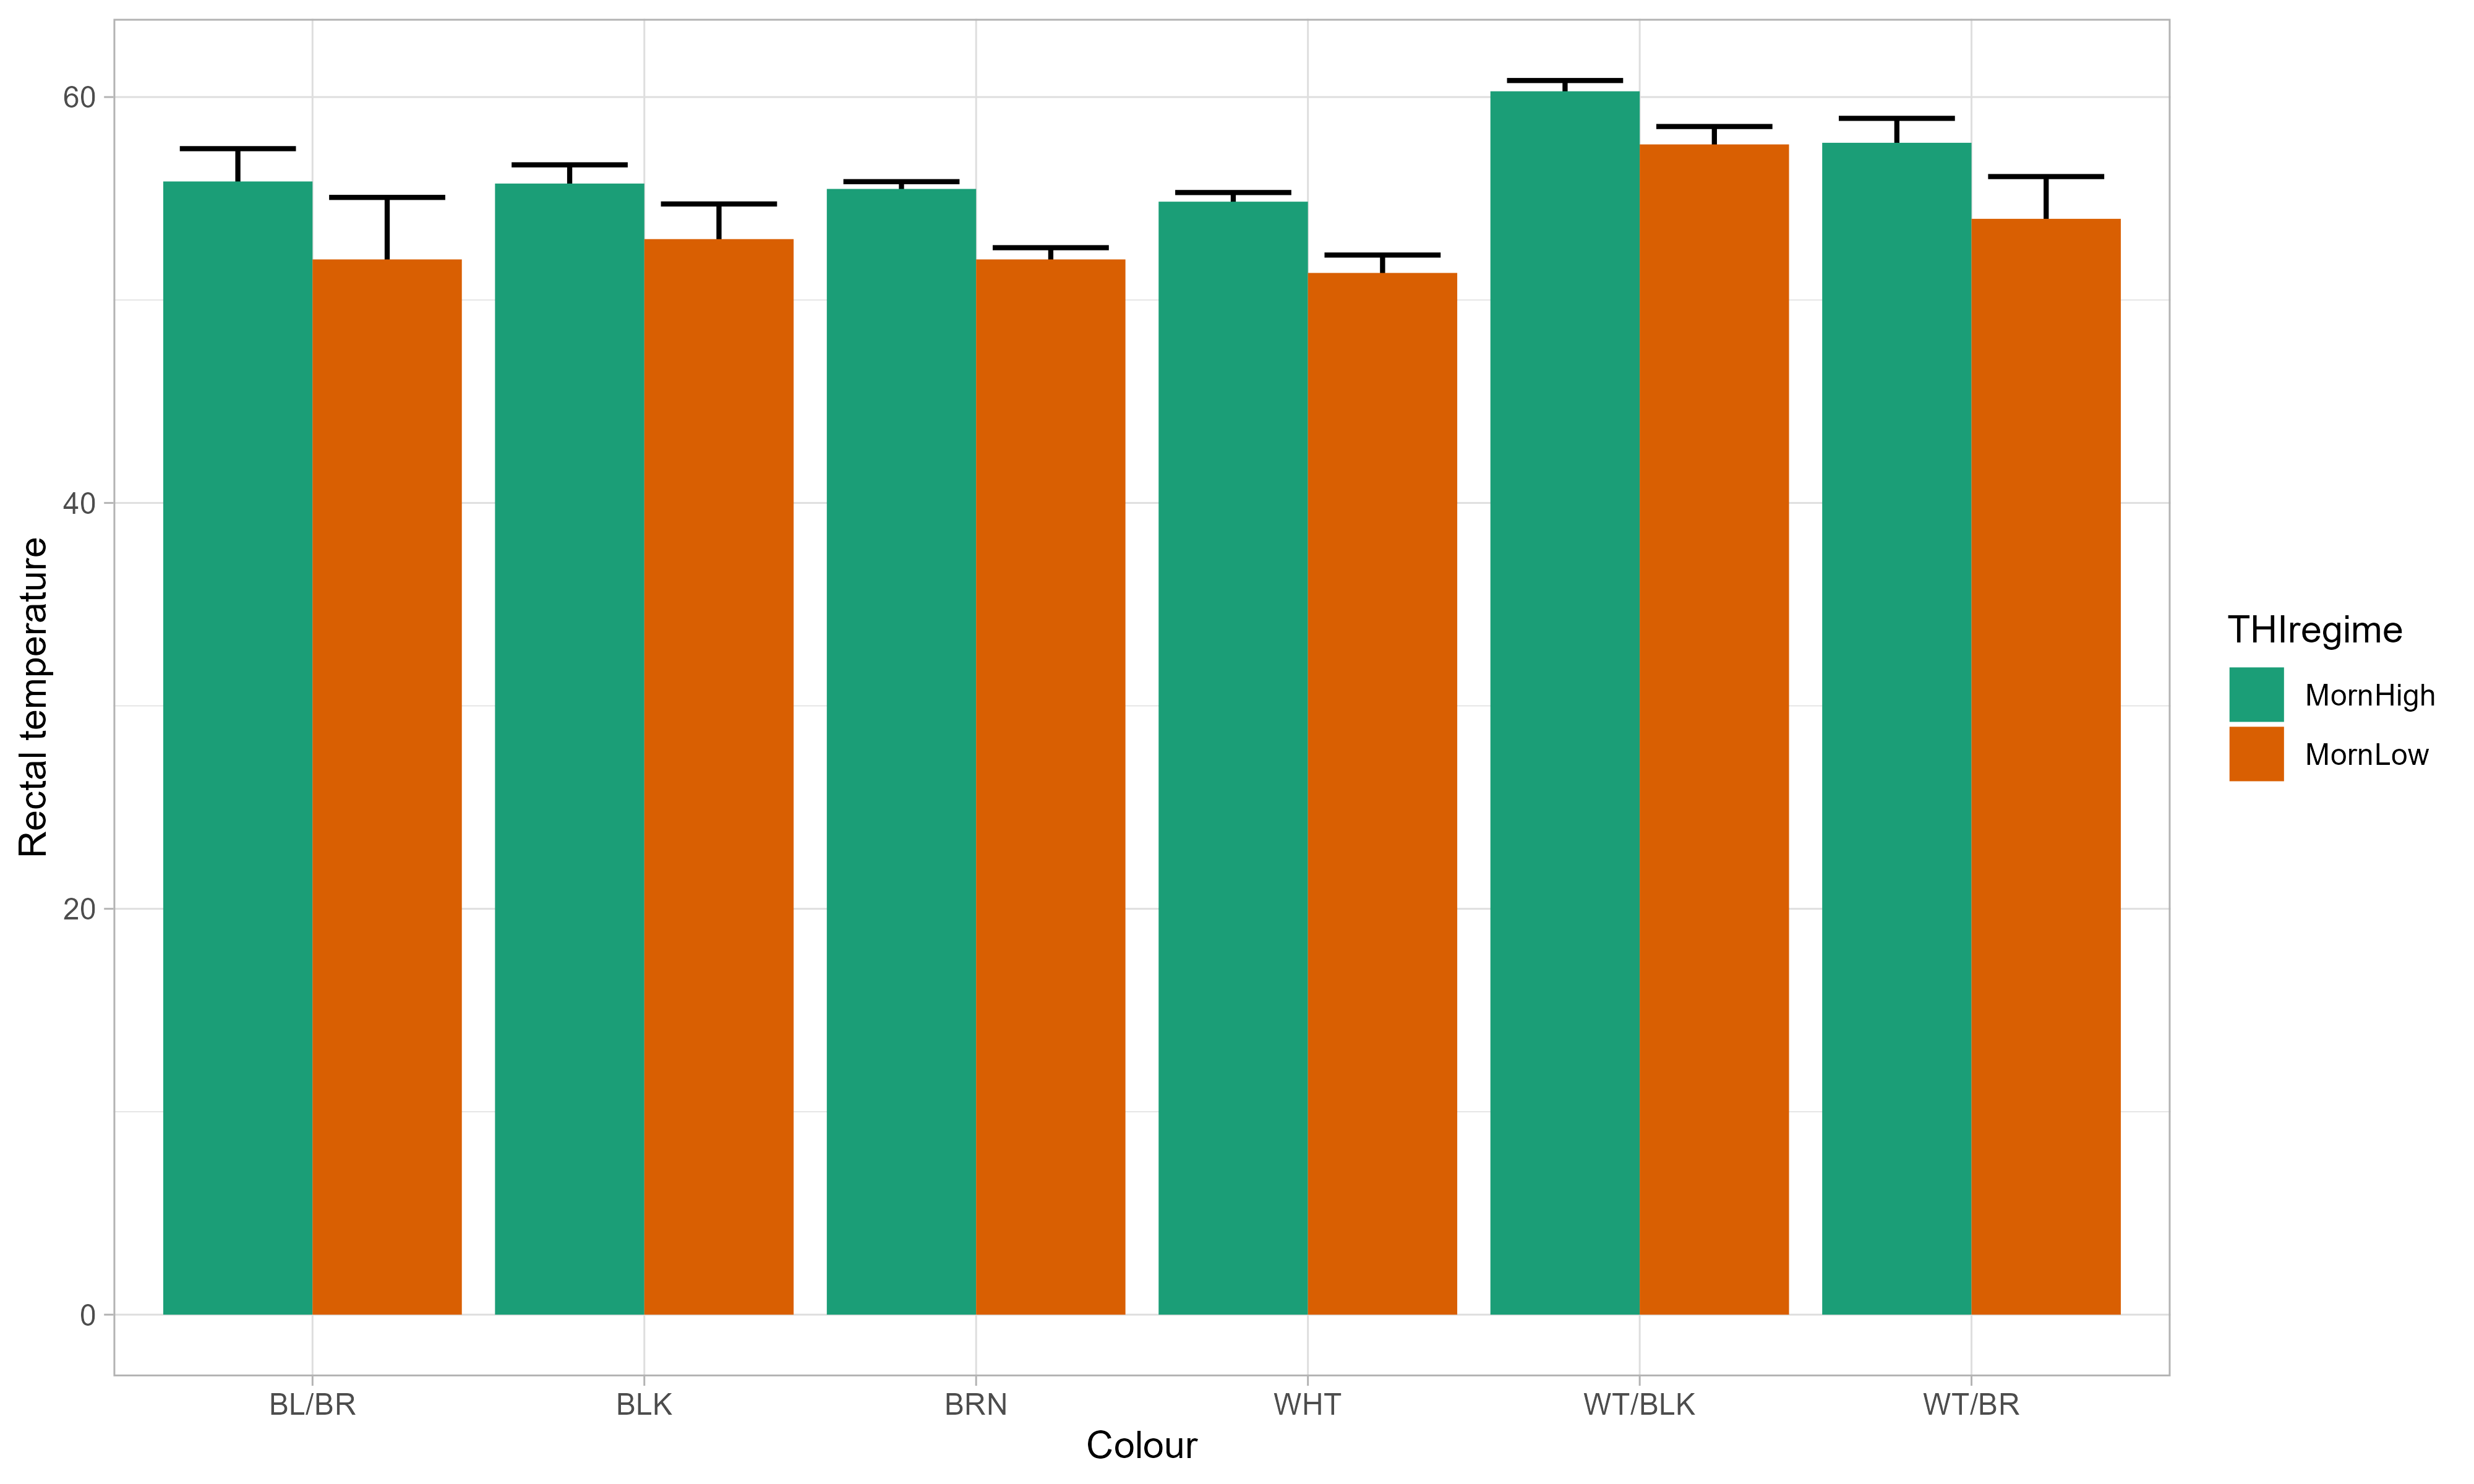 Rectal temperature
60
40
20
0
BL/BR BLK BRN WHT WT/BLK WT/BR
Colour
THIregime
MornHigh
MornLow